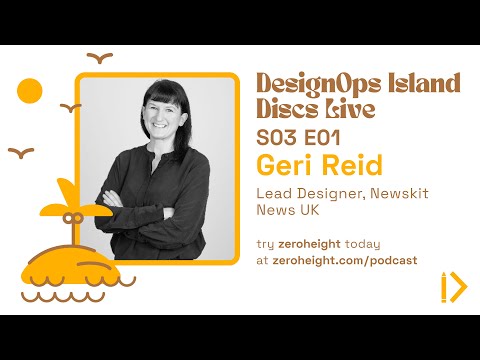 DesignOps Island
Discs Live
S03 E01
Geri Reid
Lead Designer, Newskit
News UK
try zeroheight today
at zeroheight.com/podcast